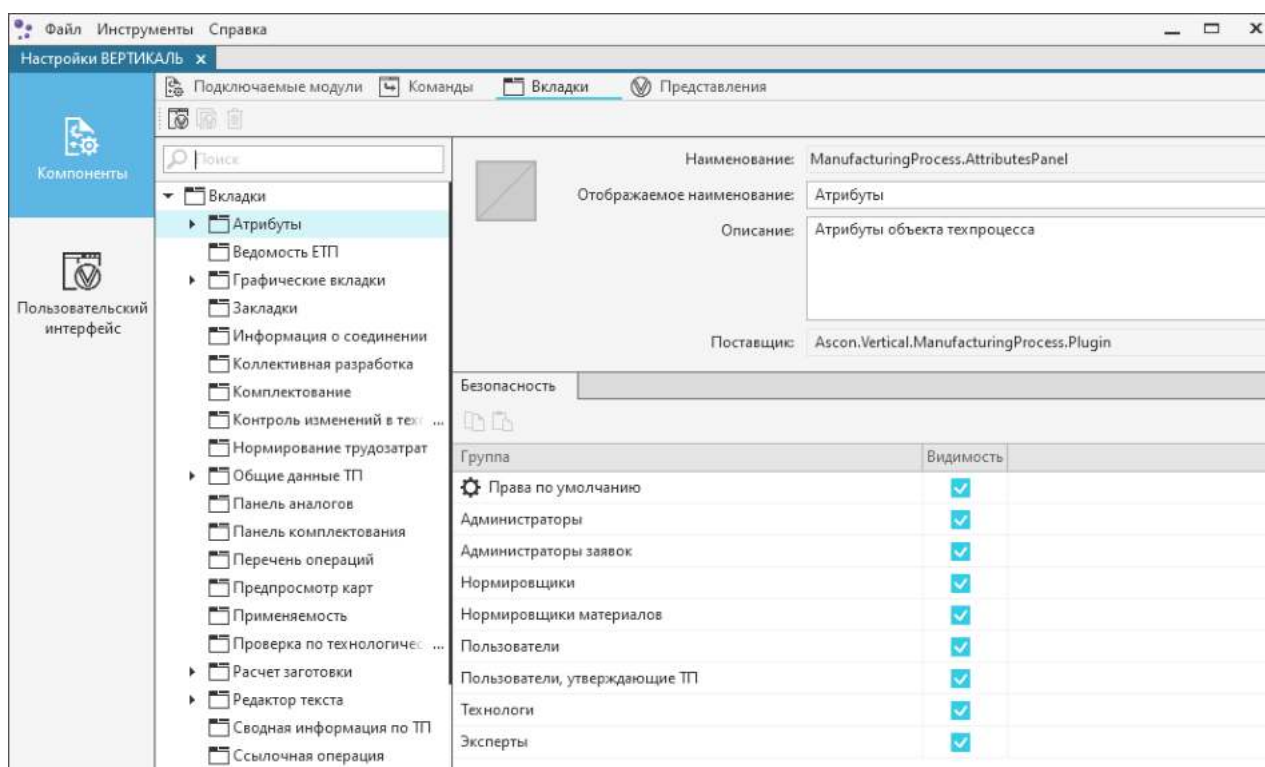 Файл Инструменты Справка
Настройки ВЕРТИКАЛЬ x
Подключаемые модули Команды Вкладки Представления
Компоненты
Пользовательский
интерфейс
Поиск
Вкладки
Атрибуты
Ведомость ЕТП
Графические вкладки
Закладки
Информация о соединении
Коллективная разработка
Комплектование
Контроль изменений в тех ...
Нормирование трудозатрат
Общие данные ТП
Панель аналогов
Панель комплектования
Перечень операций
Предпросмотр карт
Применяемость
Проверка по технологичес ...
Расчет заготовки
Редактор текста
Сводная информация по ТП
Ссылочная операция
Наименование: ManufacturingProcess.AttributesPanel
Отображаемое наименование: Атрибуты
Описание: Атрибуты объекта техпроцесса
Поставщик: Ascon.Vertical.ManufacturingProcess.Plugin
Безопасность
Группа Видимость
Права по умолчанию
Администраторы
Администраторы заявок
Нормировщики
Нормировщики материалов
Пользователи
Пользователи, утверждающие ТП
Технологи
Эксперты